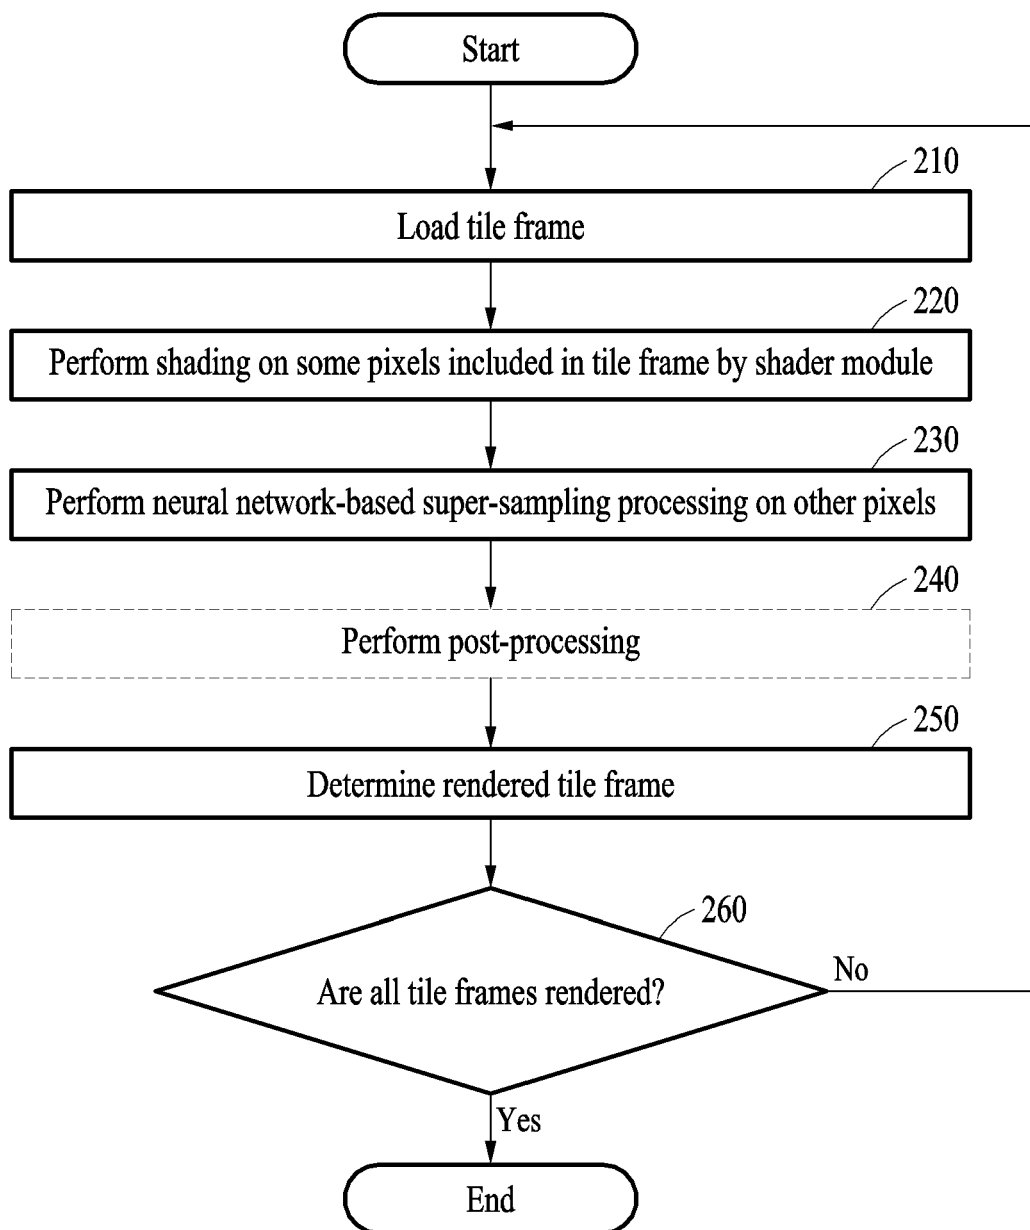 Start
210
Load tile frame
220
Perform shading on some pixels included in tile frame by shader module
230
Perform neural network-based super-sampling processing on other pixels
240
Perform post-processing
250
Determine rendered tile frame
260
Are all tile frames rendered?
No
Yes
End